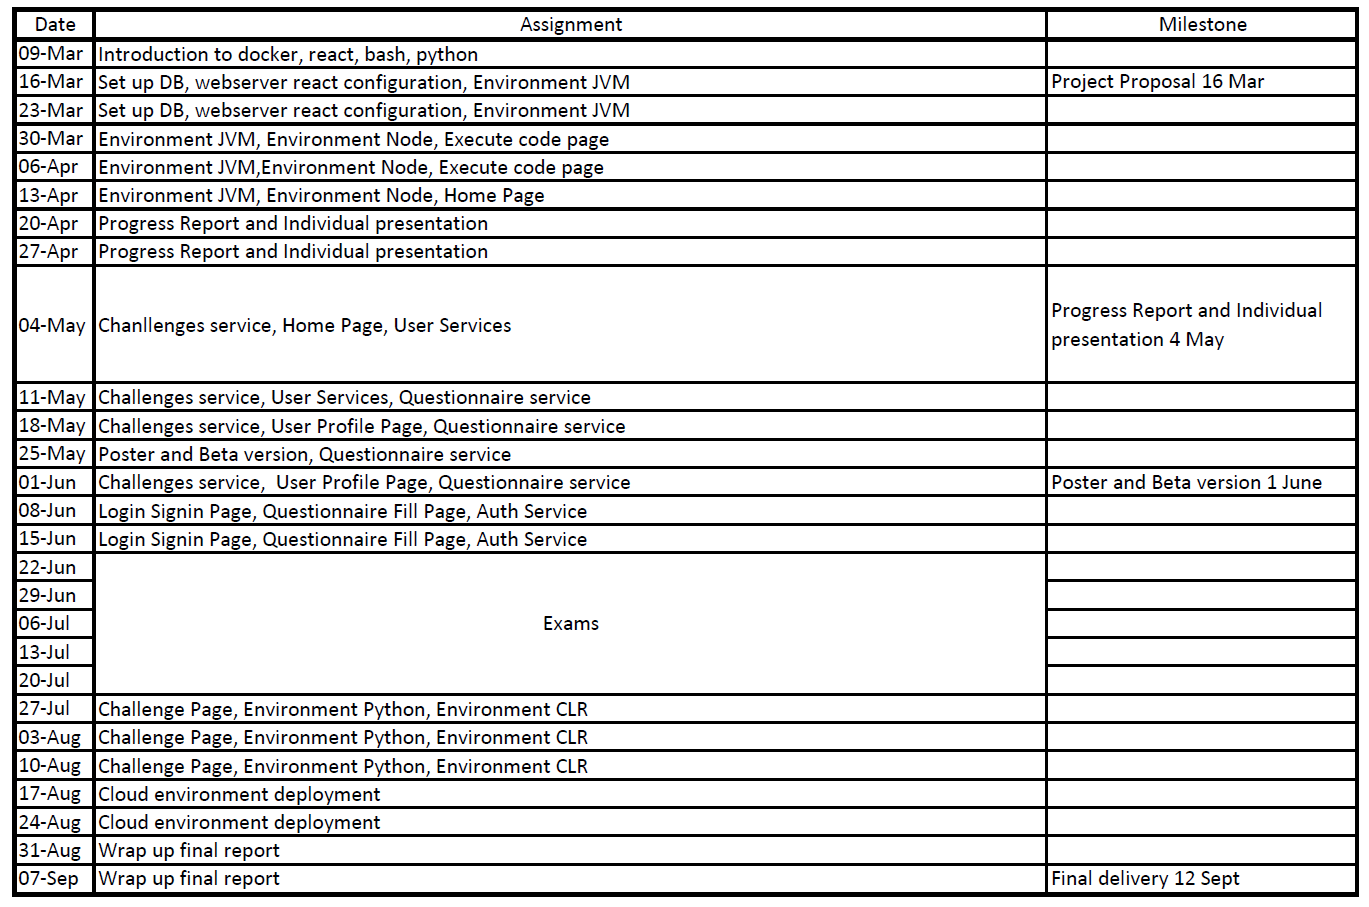 Date Assignment Milestone
09-Mar Introduction to docker, react, bash, python
16-Mar Set up DB, webserver react configuration, Environment JVM Project Proposal 16 Mar
23-Mar Set up DB, webserver react configuration, Environment JVM
30-Mar Environment JVM, Environment Node, Execute code page
06-Apr Environment JVM,Environment Node, Execute code page
13-Apr Environment JVM, Environment Node, Home Page
20-Apr Progress Report and Individual presentation
27-Apr Progress Report and Individual presentation
04-May Chanllenges service, Home Page, User Services Progress Report and Individual
presentation 4 May
11-May Challenges service, User Services, Questionnaire service
18-May Challenges service, User Profile Page, Questionnaire service
25-May Poster and Beta version, Questionnaire service
01-Jun Challenges service,  User Profile Page, Questionnaire service Poster and Beta version 1 June
08-Jun Login Signin Page, Questionnaire Fill Page, Auth Service
15-Jun Login Signin Page, Questionnaire Fill Page, Auth Service
22-Jun
29-Jun
06-Jul Exams
13-Jul
20-Jul
27-Jul Challenge Page, Environment Python, Environment CLR
03-Aug Challenge Page, Environment Python, Environment CLR
10-Aug Challenge Page, Environment Python, Environment CLR
17-Aug Cloud environment deployment
24-Aug Cloud environment deployment
31-Aug Wrap up final report
07-Sep Wrap up final report Final delivery 12 Sept